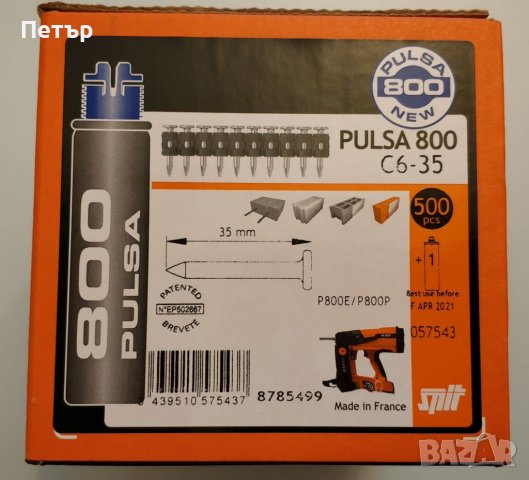 Петър
PULSA
800
NEW
PULSA 800
C6-35
500
pcs
35 mm
+ 1
Best use before
F APR 2021
057543
PATENTED
N°EP502667
BREVETE
P800E/P800P
800
PULSA
439510 575437
8785499
Made in France
SPIT
BAZAR